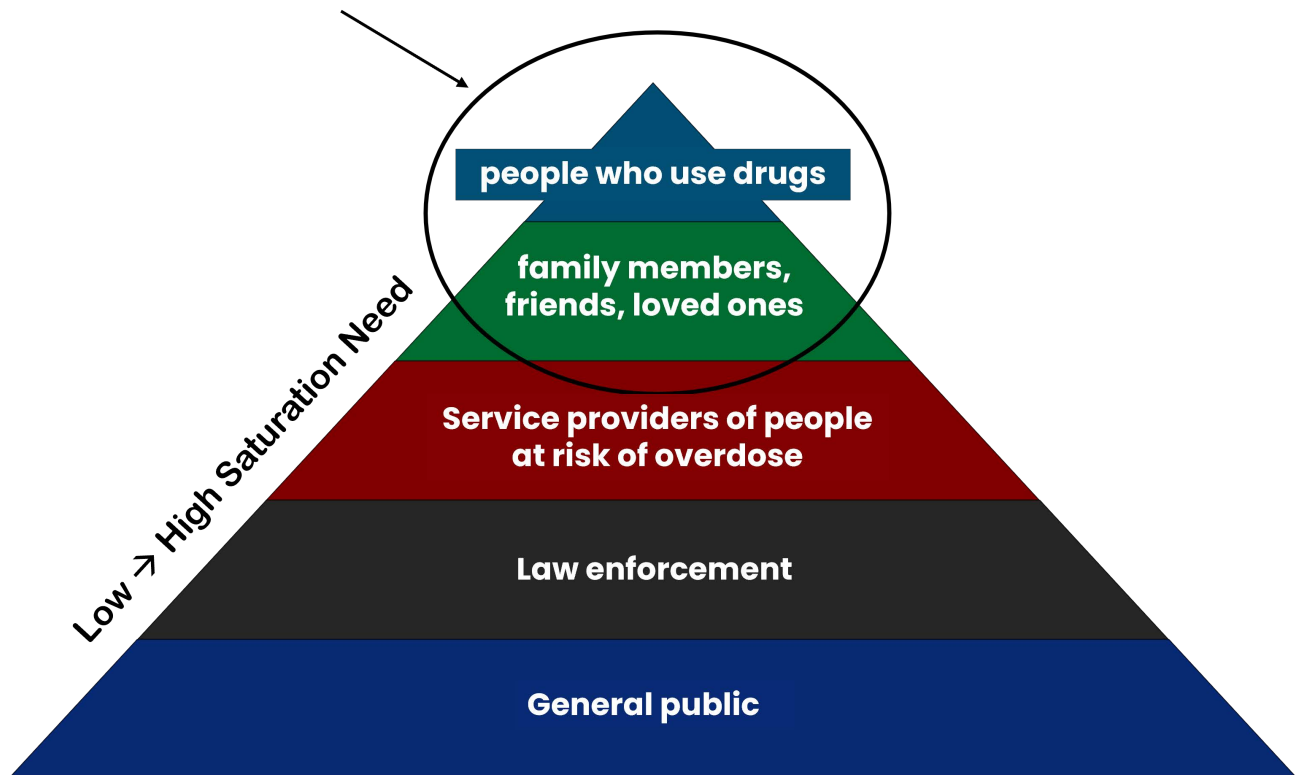 people who use drugs
family members,
friends, loved ones
Low → High Saturation Need
Service providers of people
at risk of overdose
Law enforcement
General public